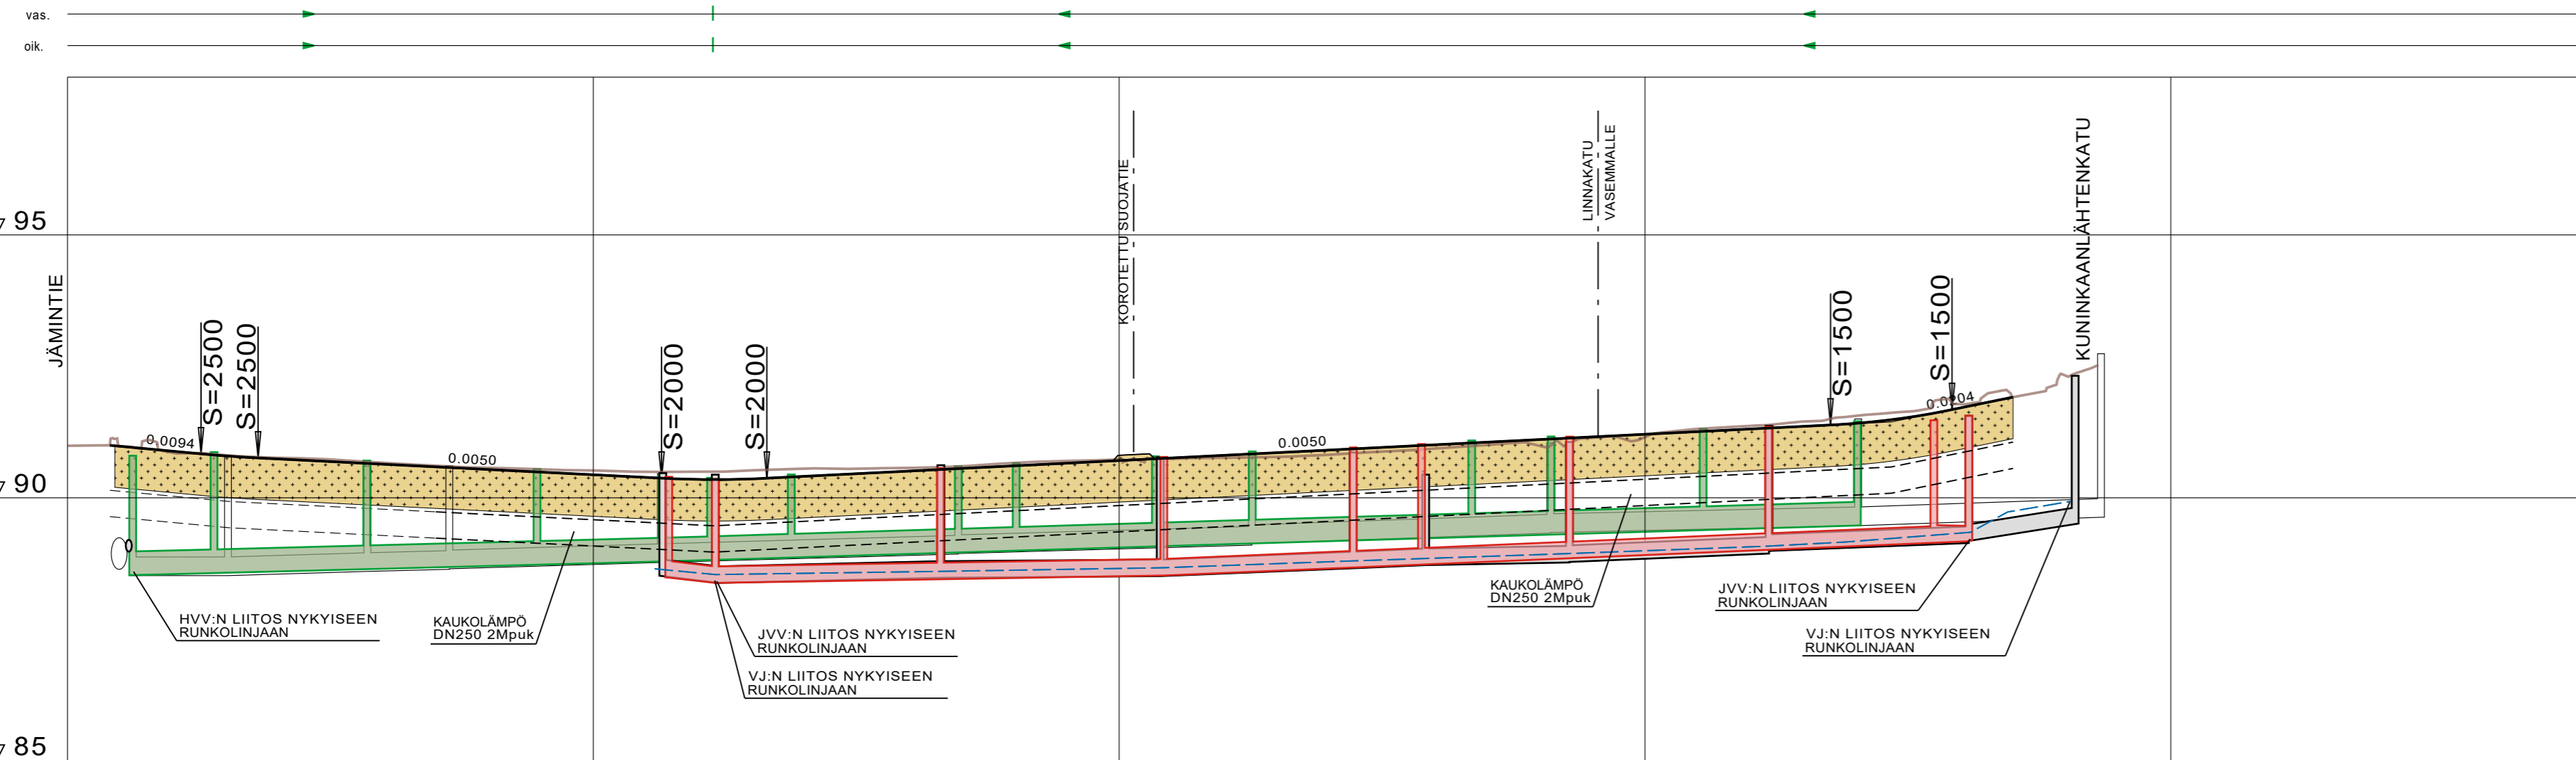 vas.
oik.
95
90
85
JÄMINTIE
0.0094
S=2500
S=2500
0.0050
S=2000
S=2000
KOROTETTU SUOJATIE
0.0050
LINNAKATU
VASEMMALLE
S=1500
S=1500
0.0204
KUNINKAANLÄHTENKATU
HVV:N LIITOS NYKYISEEN
RUNKOLINJAAN
KAUKOLÄMPÖ
DN250 2Mpuk
JVV:N LIITOS NYKYISEEN
RUNKOLINJAAN
VJ:N LIITOS NYKYISEEN
RUNKOLINJAAN
KAUKOLÄMPÖ
DN250 2Mpuk
JVV:N LIITOS NYKYISEEN
RUNKOLINJAAN
VJ:N LIITOS NYKYISEEN
RUNKOLINJAAN